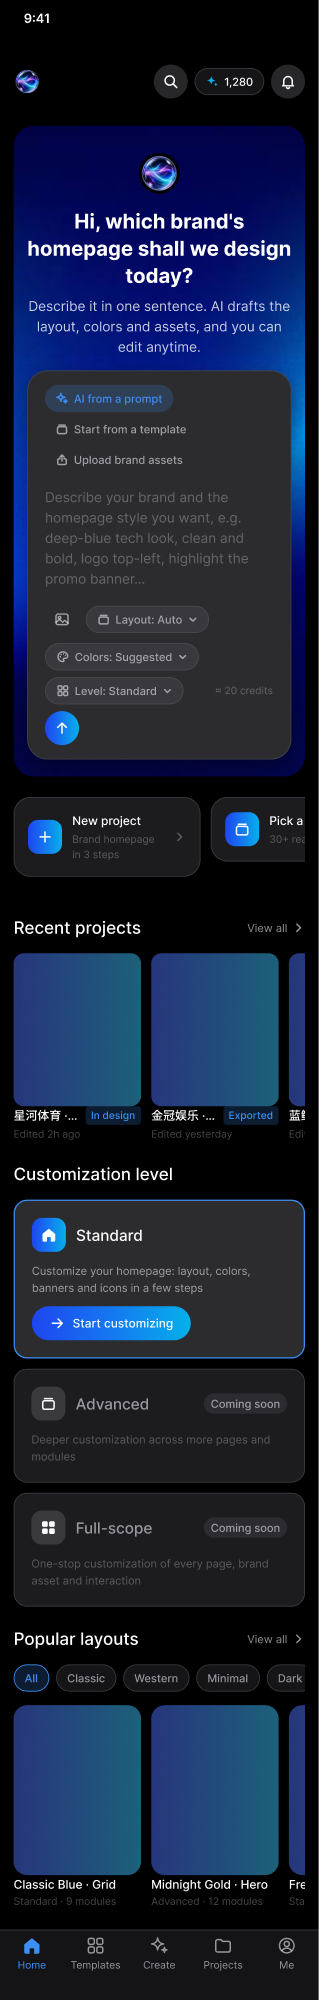 9:41
1,280
Hi, which brand's
homepage shall we design
today?
Describe it in one sentence. AI drafts the
layout, colors and assets, and you can
edit anytime.
AI from a prompt
Start from a template
Upload brand assets
Describe your brand and the
homepage style you want, e.g.
deep-blue tech look, clean and
bold, logo top-left, highlight the
promo banner...
Layout: Auto
Colors: Suggested
Level: Standard
≈ 20 credits
New project
Brand homepage
in 3 steps
Pick a
30+ rea
Recent projects
View all
星河体育 ·...
In design
金冠娱乐 ·...
Exported
Edited 2h ago
Edited yesterday
Edi
Customization level
Standard
Customize your homepage: layout, colors,
banners and icons in a few steps
Start customizing
Advanced
Coming soon
Deeper customization across more pages and
modules
Full-scope
Coming soon
One-stop customization of every page, brand
asset and interaction
Popular layouts
View all
All
Classic
Western
Minimal
Dark
Classic Blue · Grid
Midnight Gold · Hero
Fre
Standard · 9 modules
Advanced · 12 modules
Sta
Home
Templates
Create
Projects
Me